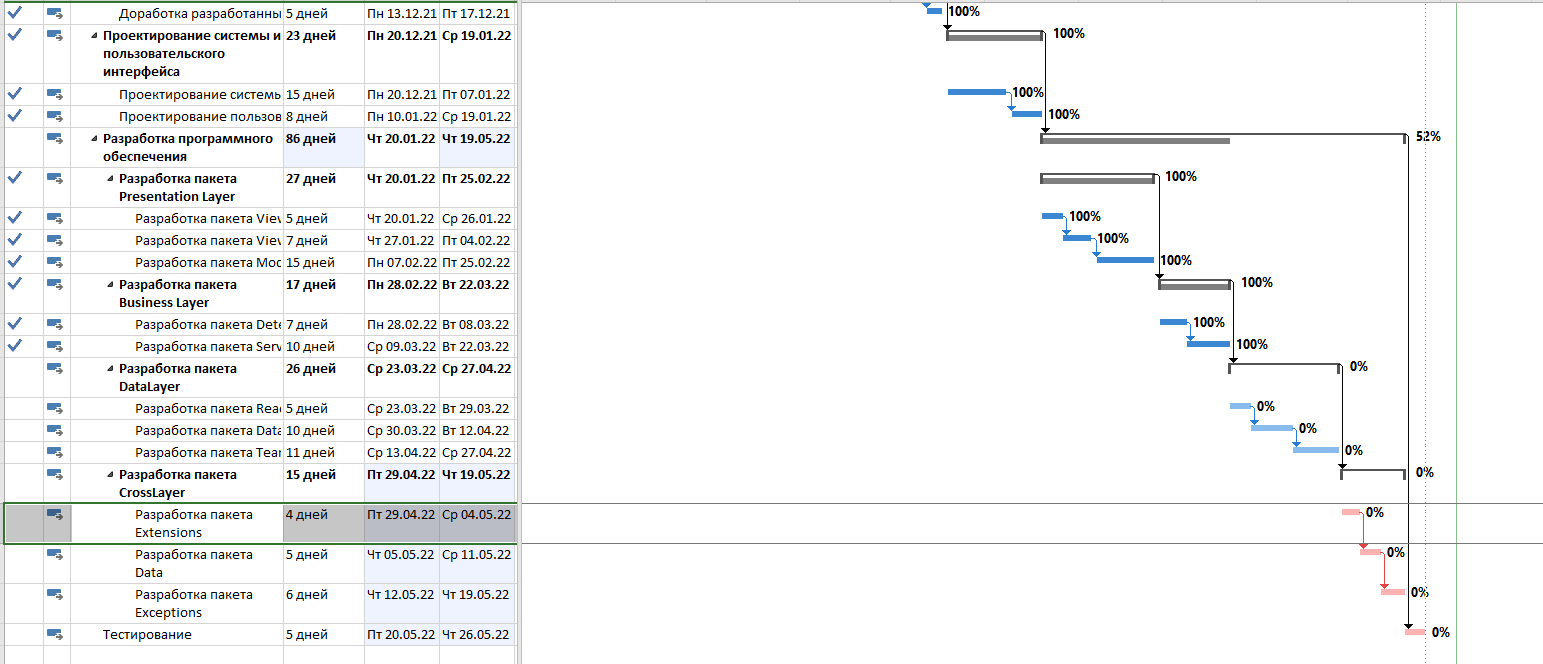 Доработка разработанны 5 дней Пн 13.12.21 Пт 17.12.21 100%
Проектирование системы и 23 дней Пн 20.12.21 Ср 19.01.22 100%
пользовательского
интерфейса
Проектирование системь 15 дней Пн 20.12.21 Пт 07.01.22 100%
Проектирование пользов 8 дней Пн 10.01.22 Ср 19.01.22 100%
Разработка программного 86 дней Чт 20.01.22 Чт 19.05.22 52%
обеспечения
Разработка пакета 27 дней Чт 20.01.22 Пт 25.02.22 100%
Presentation Layer
Разработка пакета Viev 5 дней Чт 20.01.22 Ср 26.01.22 100%
Разработка пакета Viev 7 дней Чт 27.01.22 Пт 04.02.22 100%
Разработка пакета Moc 15 дней Пн 07.02.22 Пт 25.02.22 100%
Разработка пакета 17 дней Пн 28.02.22 Вт 22.03.22 100%
Business Layer
Разработка пакета Dete 7 дней Пн 28.02.22 Вт 08.03.22 100%
Разработка пакета Serv 10 дней Ср 09.03.22 Вт 22.03.22 100%
Разработка пакета 26 дней Ср 23.03.22 Ср 27.04.22 0%
DataLayer
Разработка пакета Read 5 дней Ср 23.03.22 Вт 29.03.22 0%
Разработка пакета Data 10 дней Ср 30.03.22 Вт 12.04.22 0%
Разработка пакета Tear 11 дней Ср 13.04.22 Ср 27.04.22 0%
Разработка пакета 15 дней Пт 29.04.22 Чт 19.05.22 0%
CrossLayer
Разработка пакета 4 дней Пт 29.04.22 Ср 04.05.22 0%
Extensions
Разработка пакета 5 дней Чт 05.05.22 Ср 11.05.22 0%
Data
Разработка пакета 6 дней Чт 12.05.22 Чт 19.05.22 0%
Exceptions
Тестирование 5 дней Пт 20.05.22 Чт 26.05.22 0%